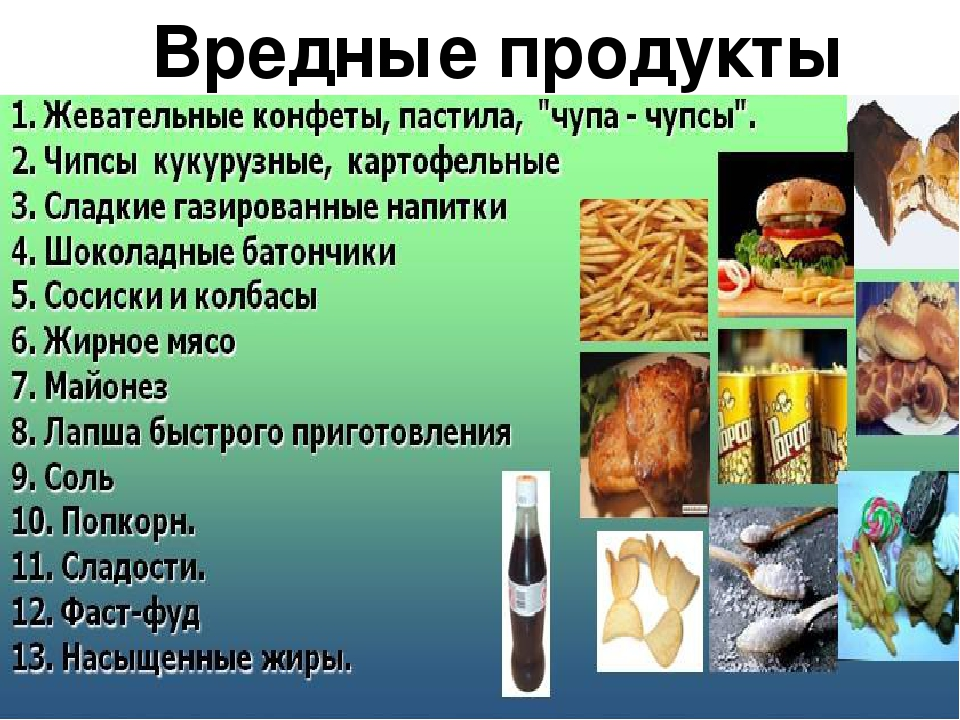 Вредные продукты
1. Жевательные конфеты, пастила, "чупа - чупсы".
2. Чипсы кукурузные, картофельные
3. Сладкие газированные напитки
4. Шоколадные батончики
5. Сосиски и колбасы
6. Жирное мясо
7. Майонез
8. Лапша быстрого приготовления
9. Соль
10. Попкорн.
11. Сладости.
12. Фаст-фуд
13. Насыщенные жиры.
POPCORN